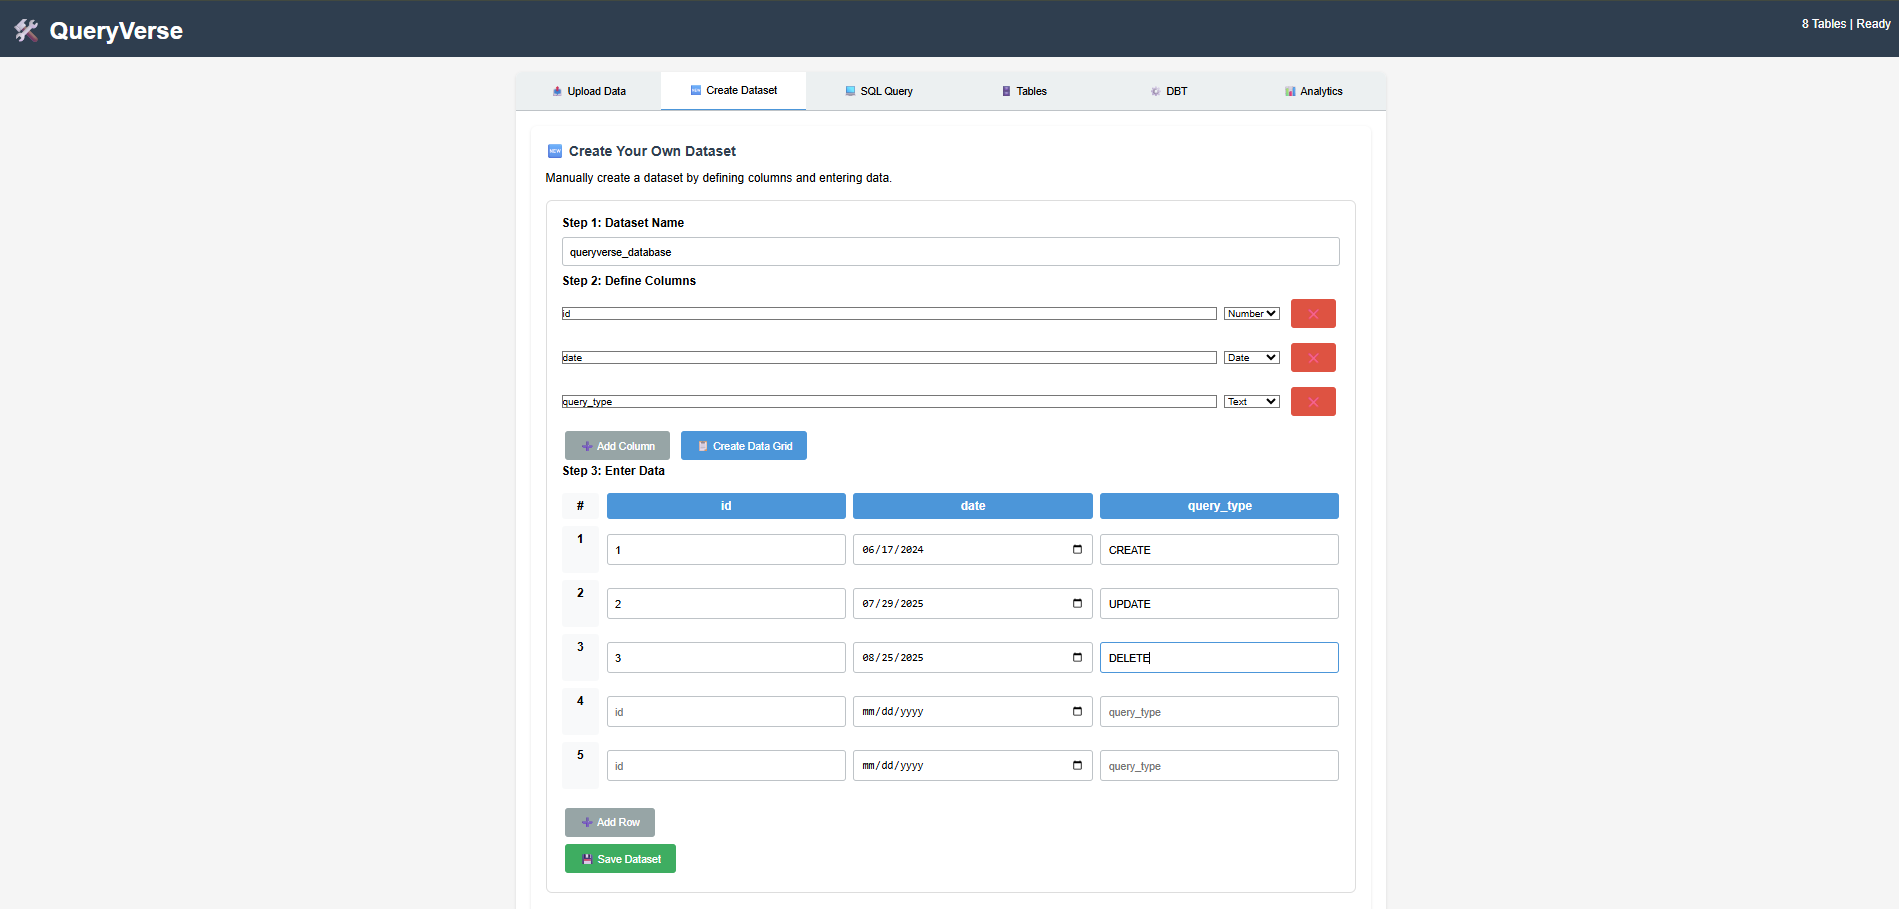 QueryVerse
8 Tables | Ready
Upload Data
Create Dataset
SQL Query
Tables
DBT
Analytics
NEW Create Your Own Dataset
Manually create a dataset by defining columns and entering data.
Step 1: Dataset Name
queryverse_database
Step 2: Define Columns
id Number
date Date
query_type Text
Add Column
Create Data Grid
Step 3: Enter Data
# id date query_type
1 1 06/17/2024 CREATE
2 2 07/29/2025 UPDATE
3 3 08/25/2025 DELETE
4 id mm/dd/yyyy query_type
5 id mm/dd/yyyy query_type
Add Row
Save Dataset